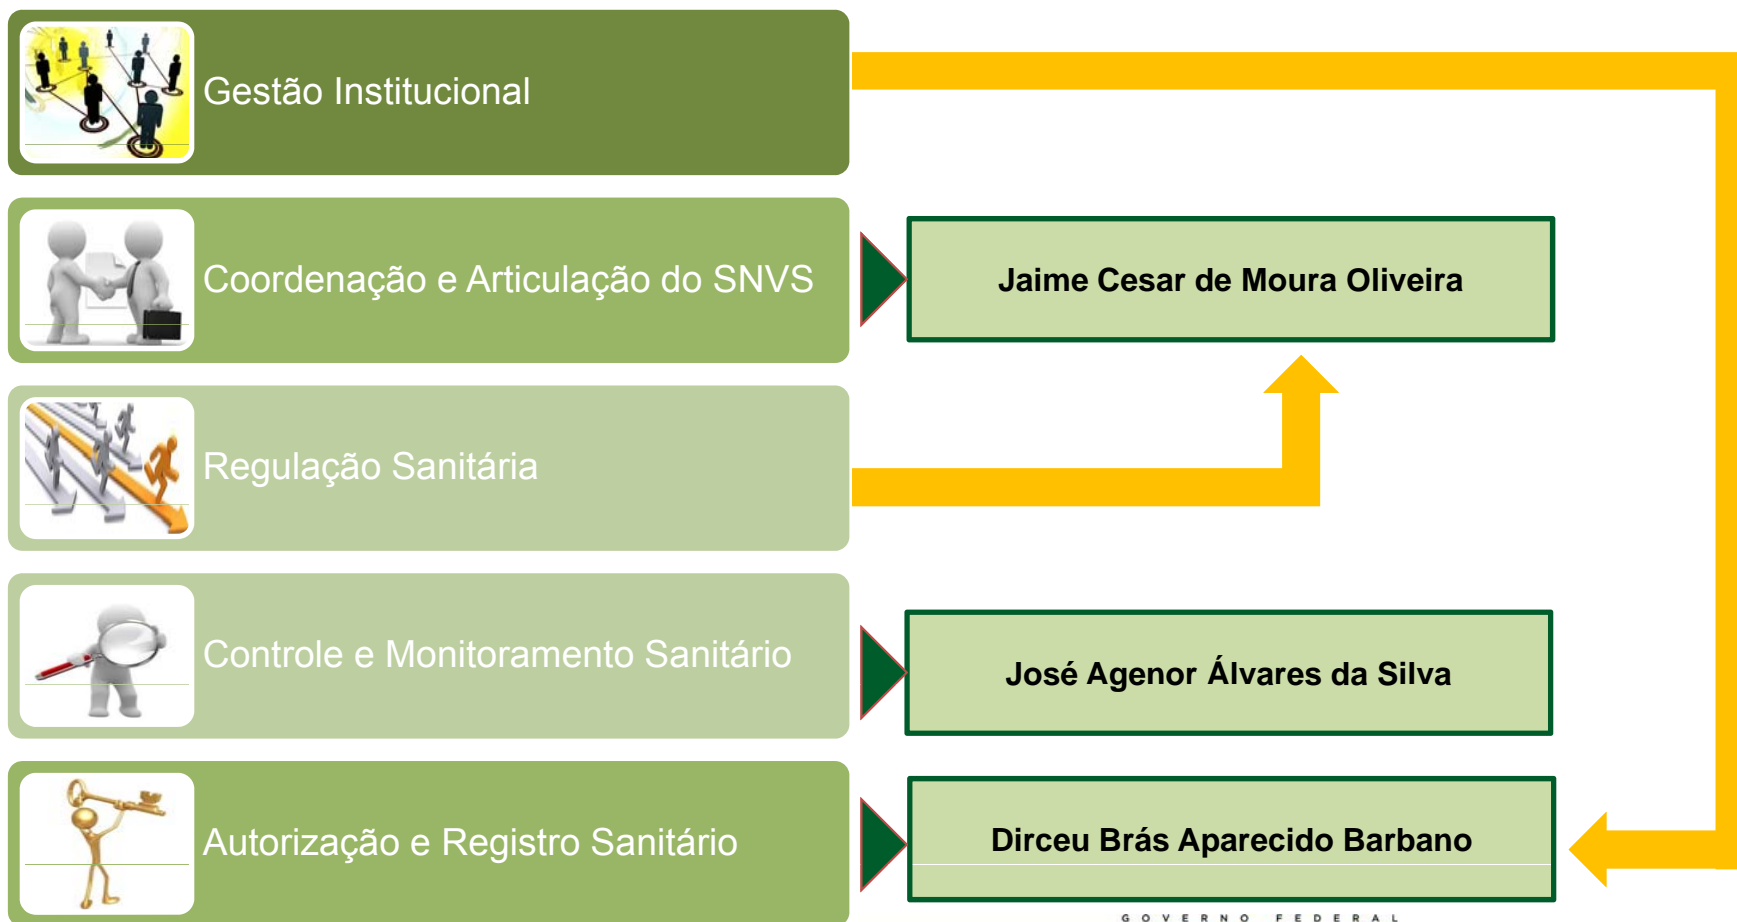 Gestão Institucional
Coordenação e Articulação do SNVS
Jaime Cesar de Moura Oliveira
Regulação Sanitária
Controle e Monitoramento Sanitário
José Agenor Álvares da Silva
Autorização e Registro Sanitário
Dirceu Brás Aparecido Barbano
GOVERNO FEDERAL